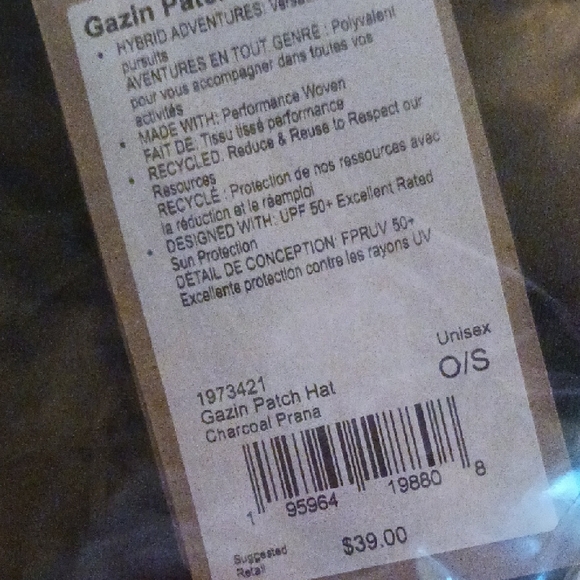 Gazin Patch
• HYBRID ADVENTURES: Versa
pursuits
AVENTURES EN TOUT GENRE : Polyvalent
pour vous accompagner dans toutes vos
activités
• MADE WITH: Performance Woven
FAIT DE: Tissu tissé performance
• RECYCLED: Reduce & Reuse to Respect our
Resources
RECYCLÉ : Protection de nos ressources avec
la réduction et le réemploi
• DESIGNED WITH: UPF 50+ Excellent Rated
Sun Protection
DÉTAIL DE CONCEPTION: FPRUV 50+
Excellente protection contre les rayons UV
Unisex
O/S
1973421
Gazin Patch Hat
Charcoal Prana
1 95964 19880 8
Suggested
Retail
$39.00